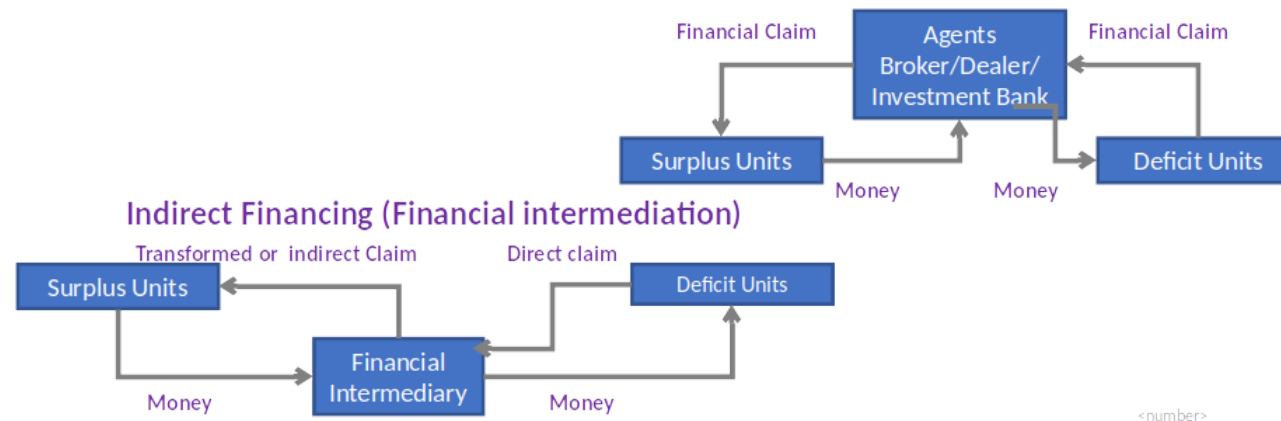 Financial Claim
Agents
Broker/Dealer/
Investment Bank
Financial Claim
Surplus Units
Deficit Units
Money
Money
Indirect Financing (Financial intermediation)
Transformed or indirect Claim
Direct claim
Surplus Units
Deficit Units
Financial
Intermediary
Money
Money
<number>